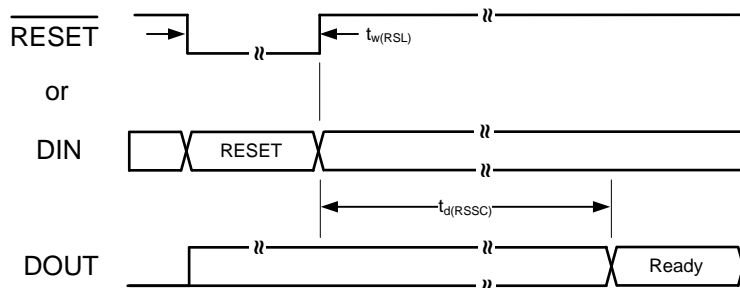 RESET
t_w(RSL)
or
DIN
RESET
t_d(RSSC)
DOUT
Ready